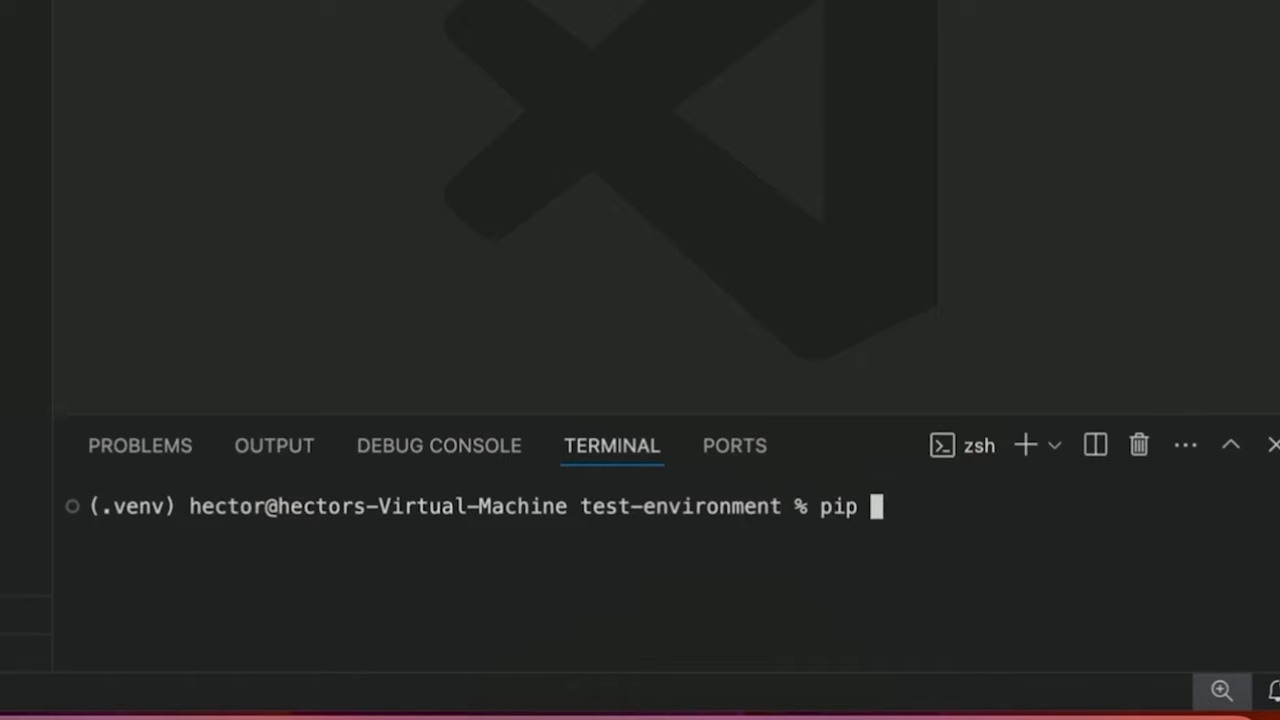 PROBLEMS OUTPUT DEBUG CONSOLE TERMINAL PORTS zsh
(.venv) hector@hectors-Virtual-Machine test-environment % pip